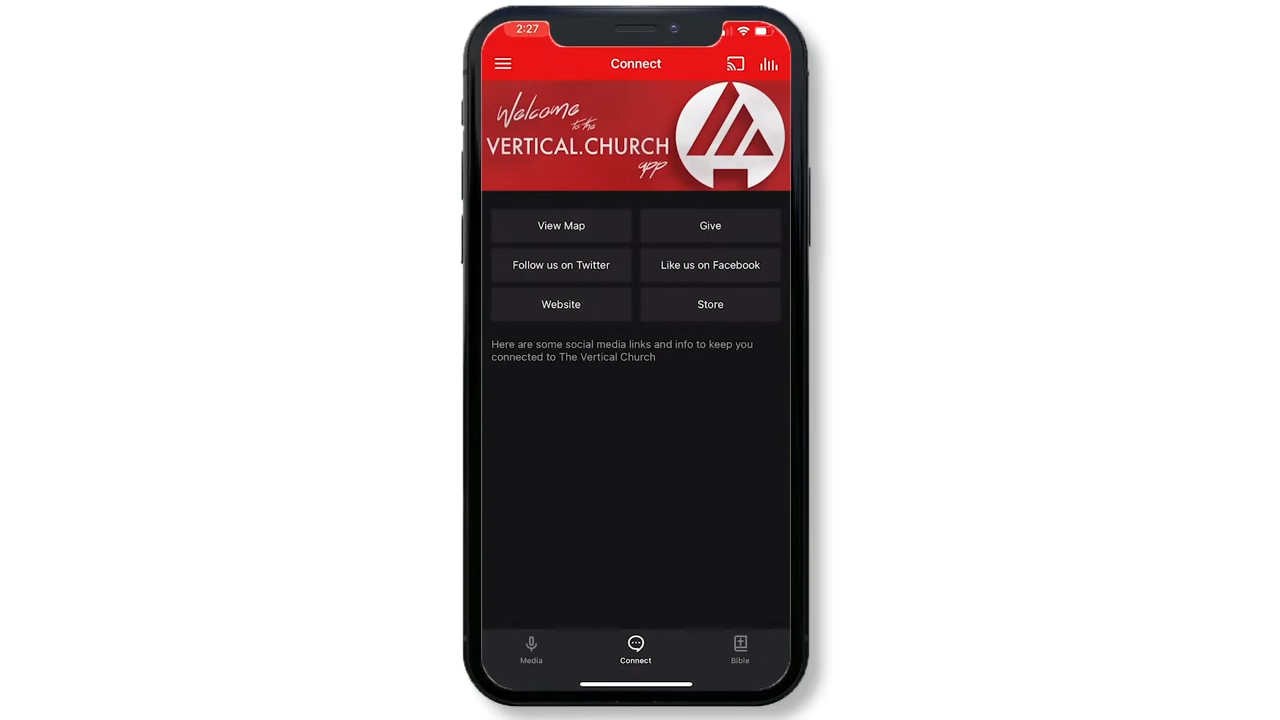 2:27
Connect
Welcome
to the
VERTICAL.CHURCH
app
View Map
Give
Follow us on Twitter
Like us on Facebook
Website
Store
Here are some social media links and info to keep you
connected to The Vertical Church
Media
Connect
Bible